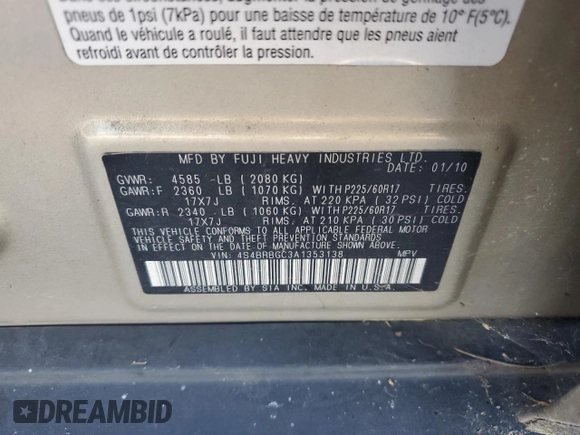 pneus de 1psi (7kPa) pour une baisse de température de 10° F(5°C).
Quand le véhicule a roulé, il faut attendre que les pneus aient
refroidi avant de contrôler la pression.
MFD BY FUJI HEAVY INDUSTRIES LTD.
DATE: 01/10
GVWR: 4585 -LB ( 2080 KG)
GAWR:F 2360 LB ( 1070 KG) WITH P225/60R17 TIRES.
17X7J RIMS. AT 220 KPA ( 32 PSI) COLD
GAWR:R 2340 -LB ( 1060 KG) WITH P225/60R17 TIRES.
17X7J RIMS. AT 210 KPA ( 30 PSI) COLD
THIS VEHICLE CONFORMS TO ALL APPLICABLE FEDERAL MOTOR
VEHICLE SAFETY AND THEFT PREVENTION STANDARDS
IN EFFECT ON THE DATE OF MANUFACTURE SHOWN ABOVE.
VIN: 4S4BRBGC3A1353138 MPV
ASSEMBLED BY SIA INC. MADE IN U.S.A.
DREAMBID